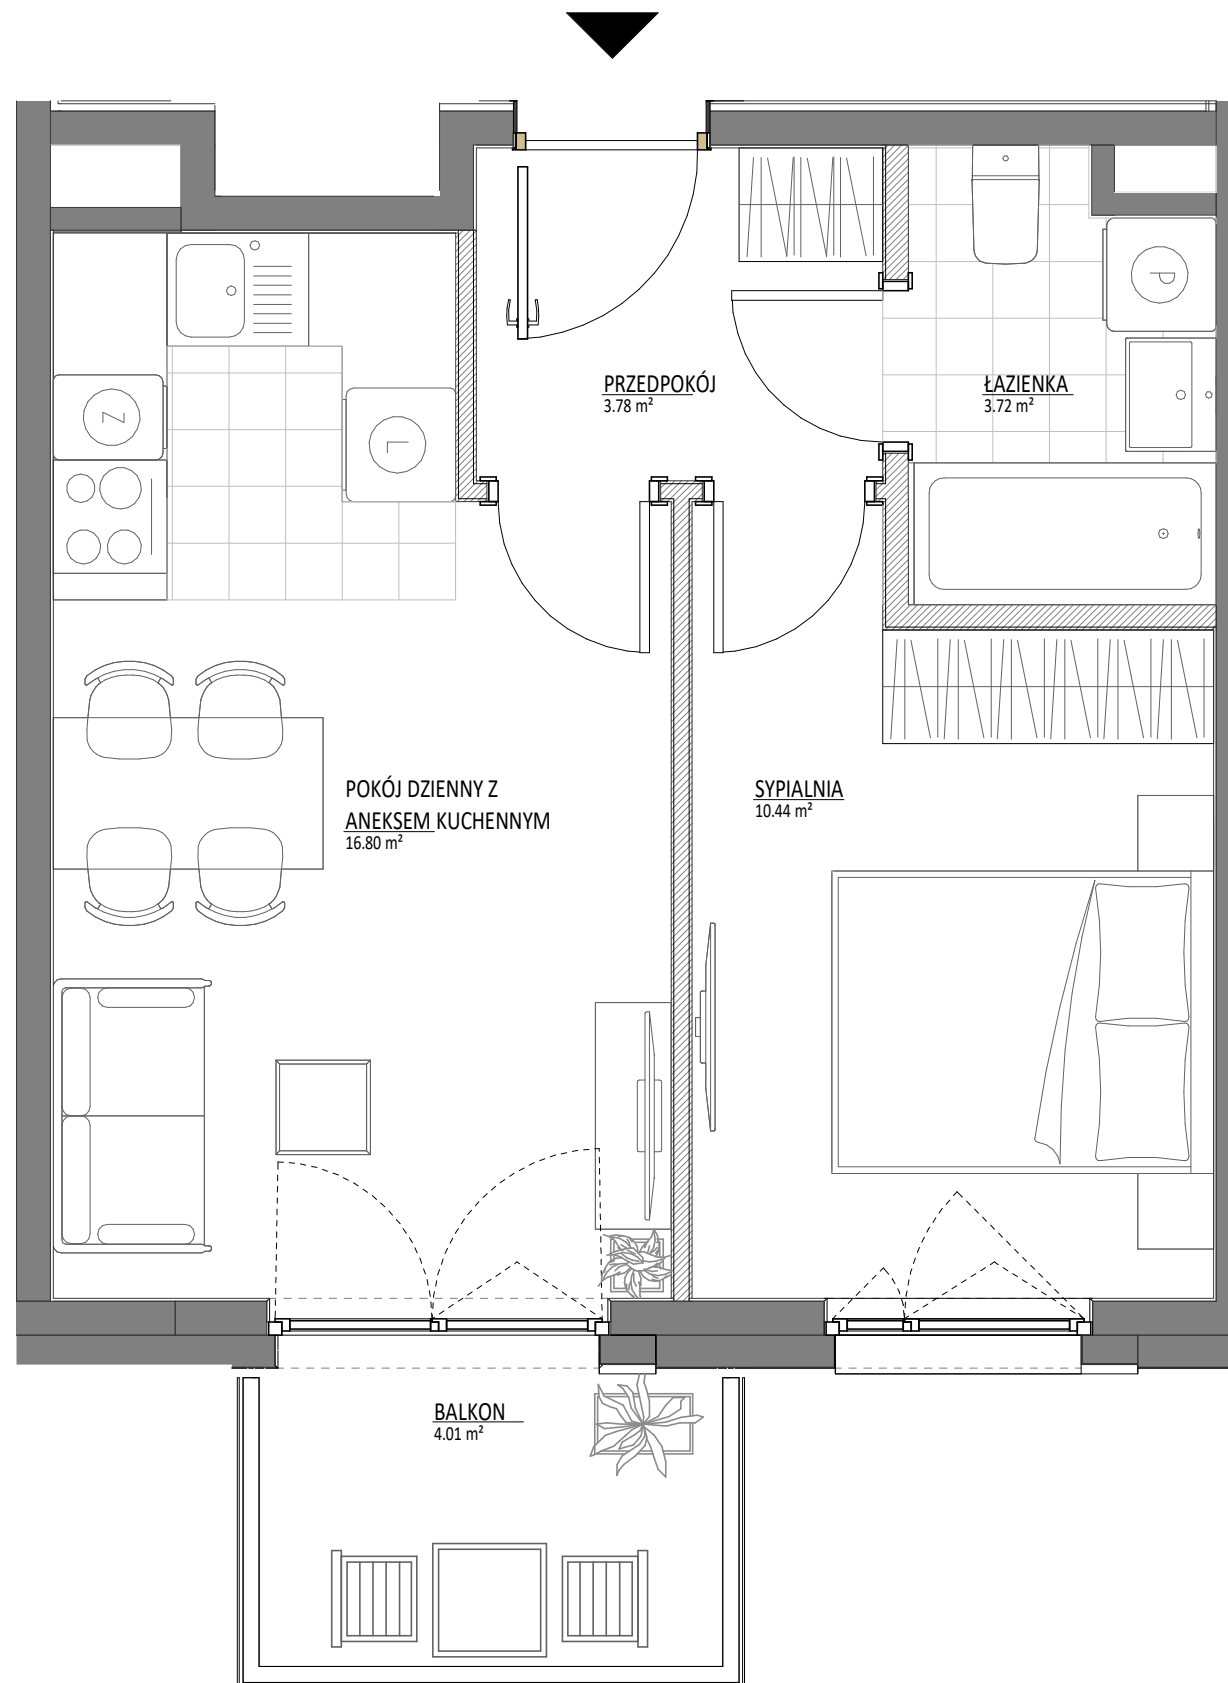 P
Z
L
PRZEDPOKÓJ
3.78 m²
ŁAZIENKA
3.72 m²
POKÓJ DZIENNY Z
ANEKSEM KUCHENNYM
16.80 m²
SYPIALNIA
10.44 m²
BALKON
4.01 m²